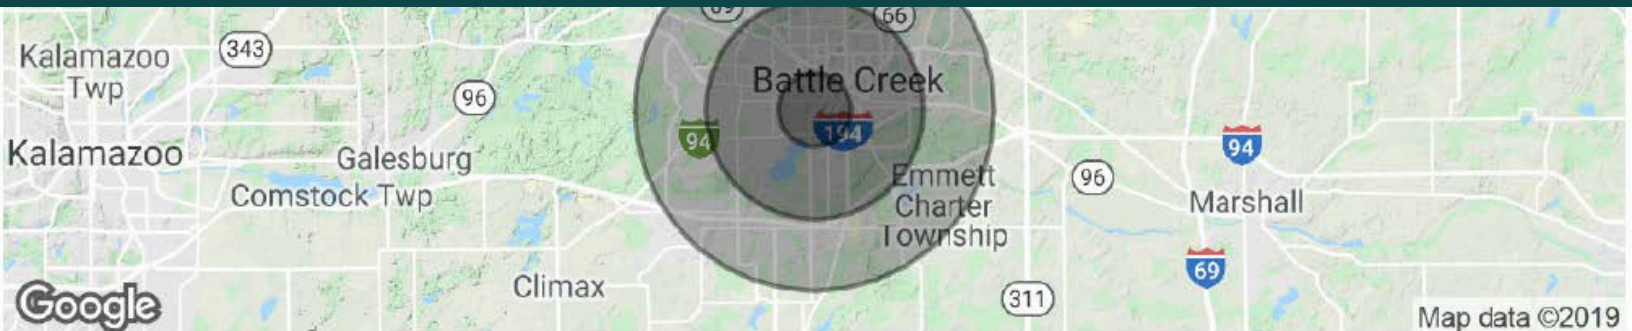 66
Kalamazoo
Twp
343
96
Battle Creek
94
194
94
Kalamazoo
Galesburg
Comstock Twp
Emmett
Charter
Township
96
Marshall
69
Climax
311
Google
Map data ©2019